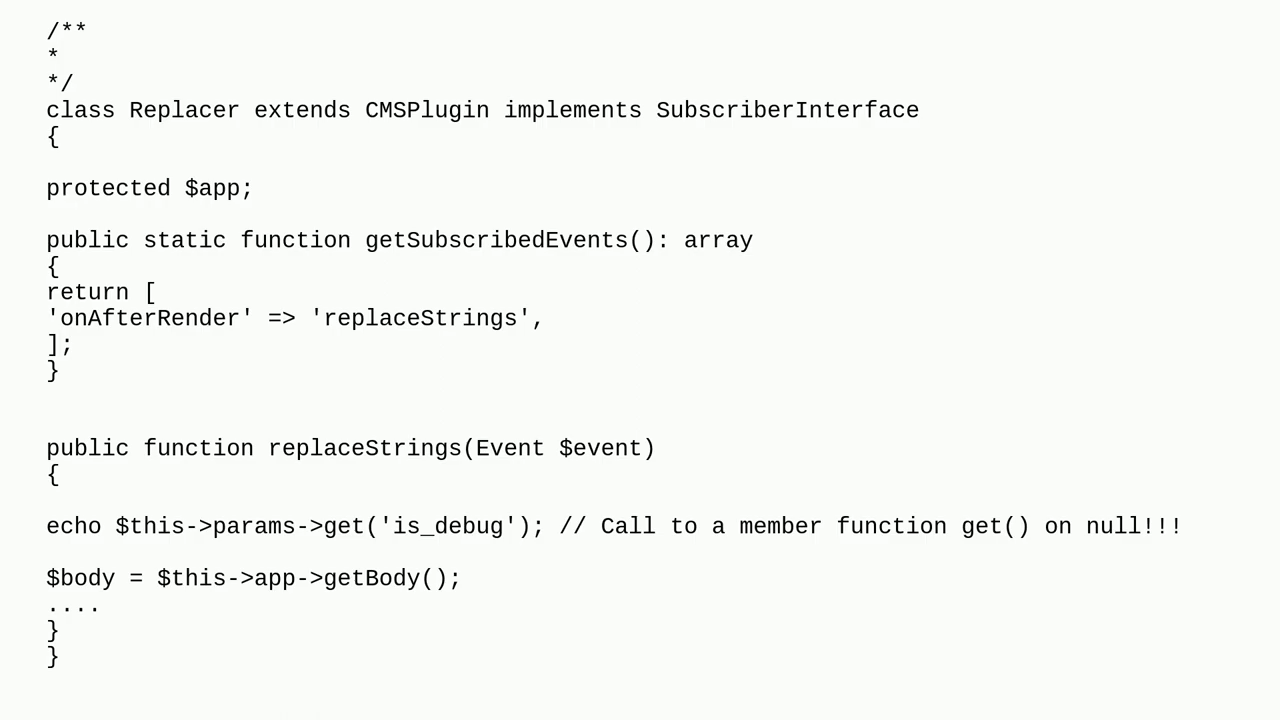 /**
*
*/
class Replacer extends CMSPlugin implements SubscriberInterface
{
protected $app;
public static function getSubscribedEvents(): array
{
return [
'onAfterRender' => 'replaceStrings',
];
}
public function replaceStrings(Event $event)
{
echo $this->params->get('is_debug'); // Call to a member function get() on null!!!
$body = $this->app->getBody();
....
}
}